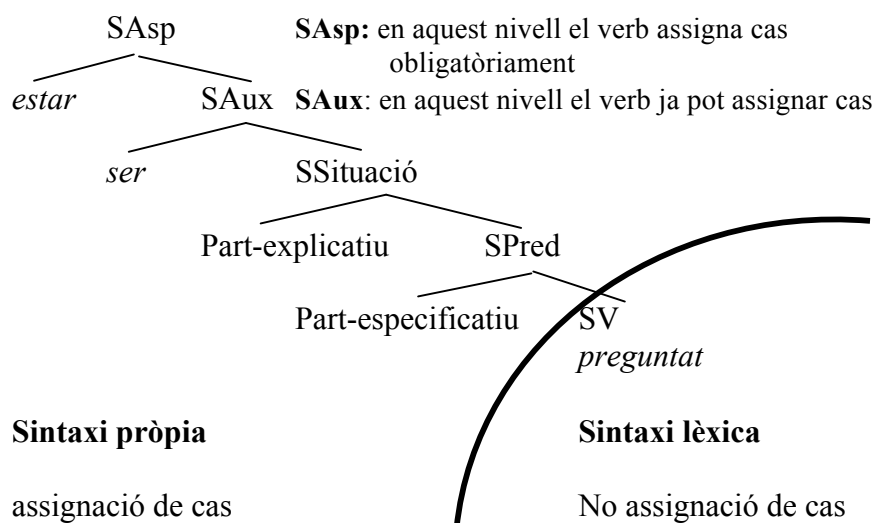 SAsp SAsp: en aquest nivell el verb assigna cas
obligatòriament
estar SAux SAux: en aquest nivell el verb ja pot assignar cas
ser SSituació
Part-explicatiu SPred
Part-especificatiu SV
preguntat
Sintaxi pròpia Sintaxi lèxica
assignació de cas No assignació de cas